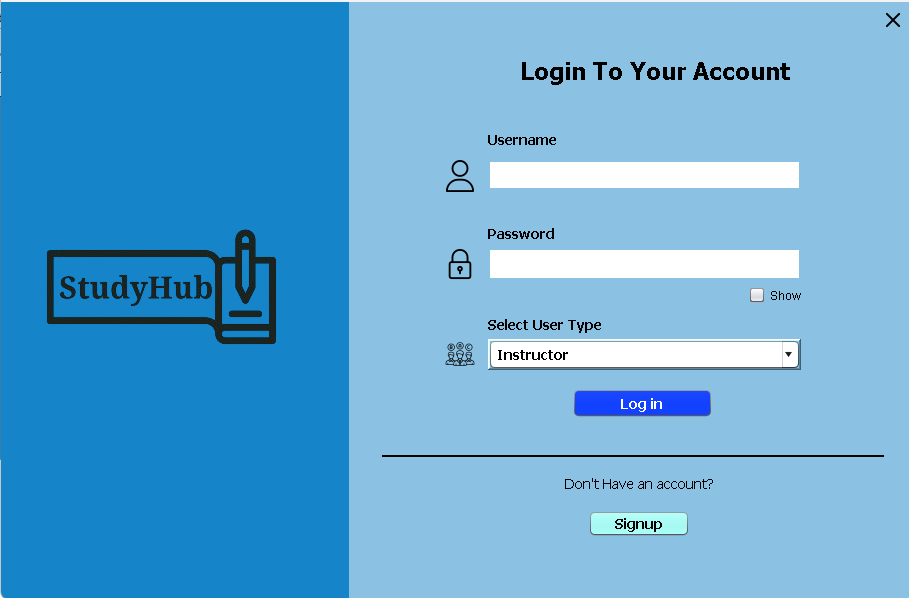 Login To Your Account
Username
Password
Show
StudyHub
Select User Type
Instructor
Log in
Don't Have an account?
Signup